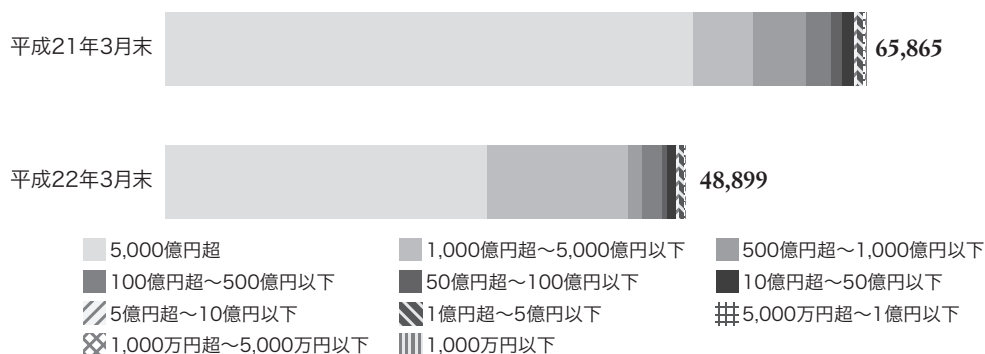 平成21年3月末 65,865
平成22年3月末 48,899
5,000億円超 1,000億円超～5,000億円以下 500億円超～1,000億円以下
100億円超～500億円以下 50億円超～100億円以下 10億円超～50億円以下
5億円超～10億円以下 1億円超～5億円以下 5,000万円超～1億円以下
1,000万円超～5,000万円以下 1,000万円以下